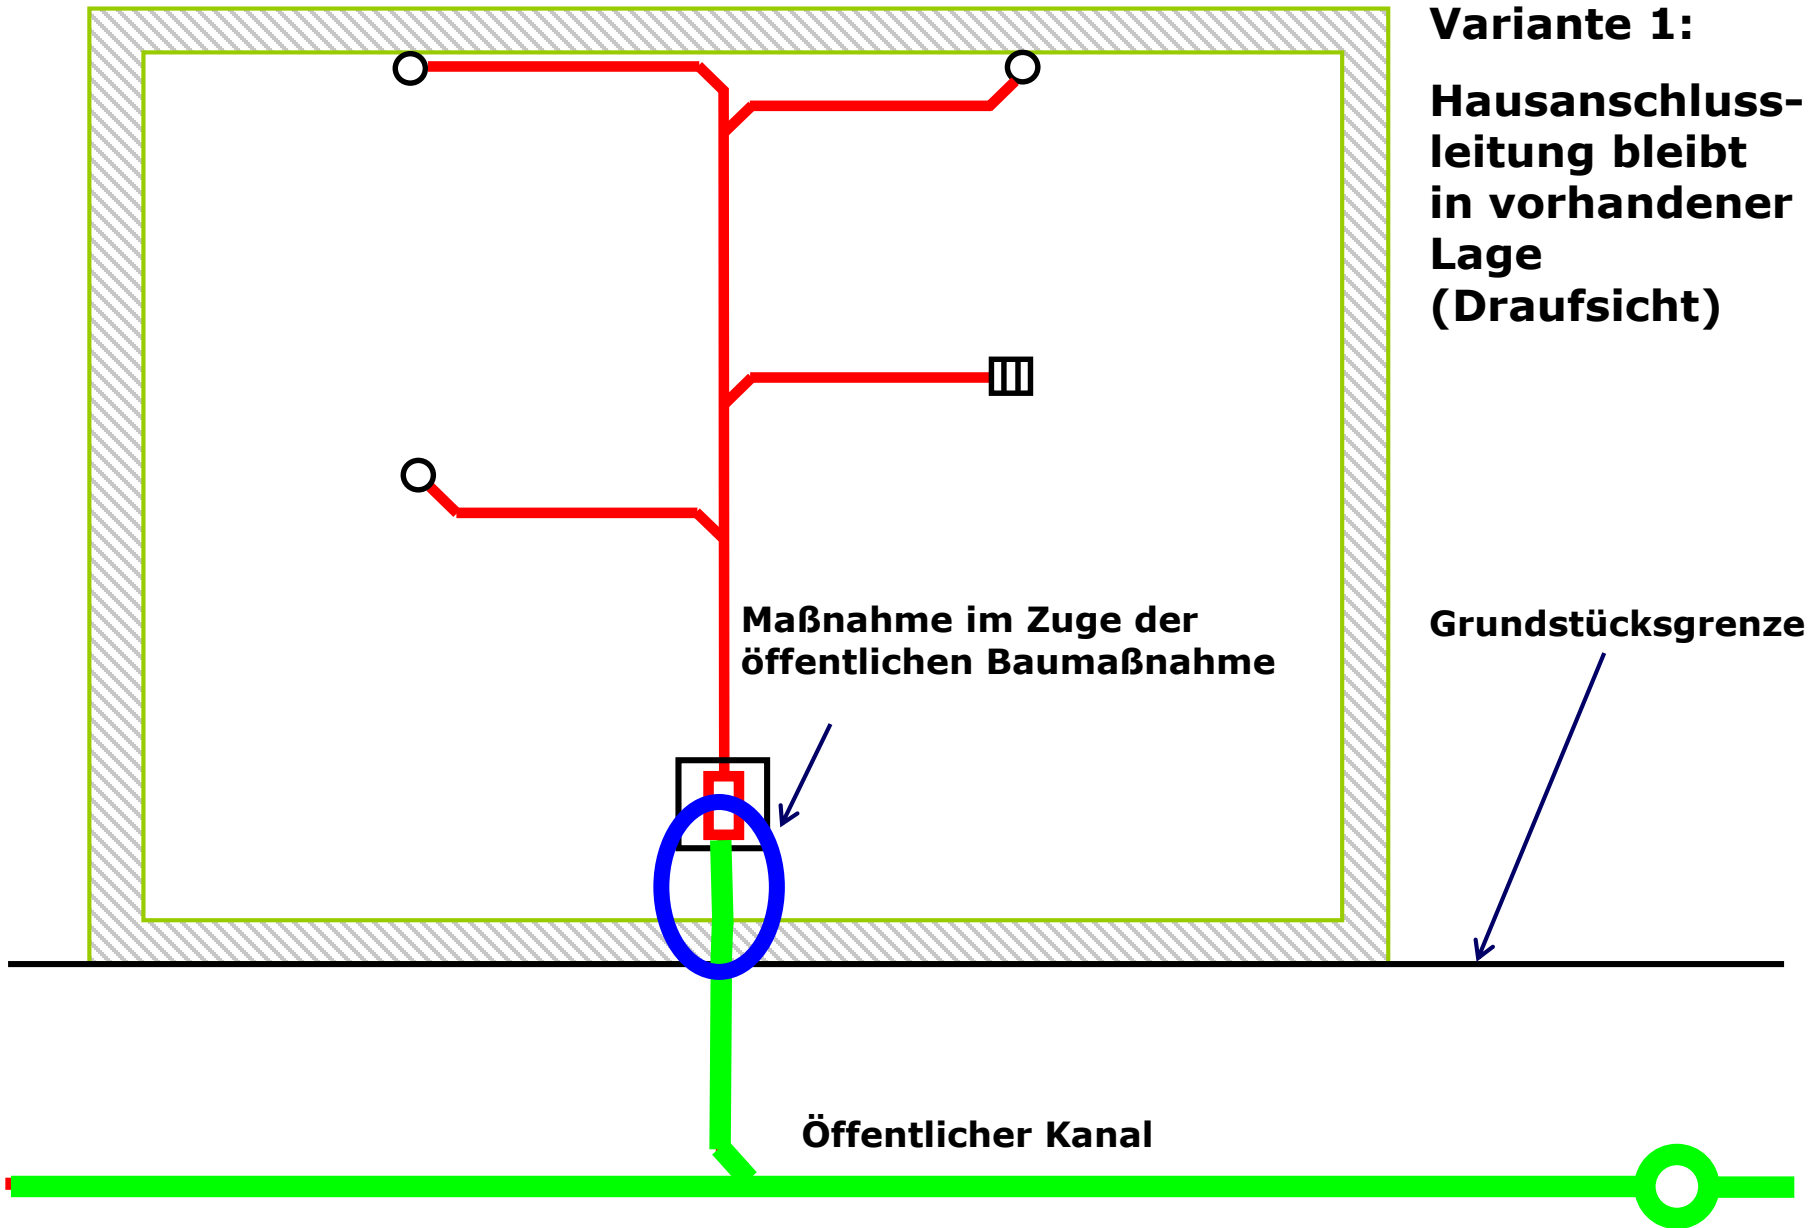 Variante 1:
Hausanschluss-
leitung bleibt
in vorhandener
Lage
(Draufsicht)
Maßnahme im Zuge der
öffentlichen Baumaßnahme
Grundstücksgrenze
Öffentlicher Kanal